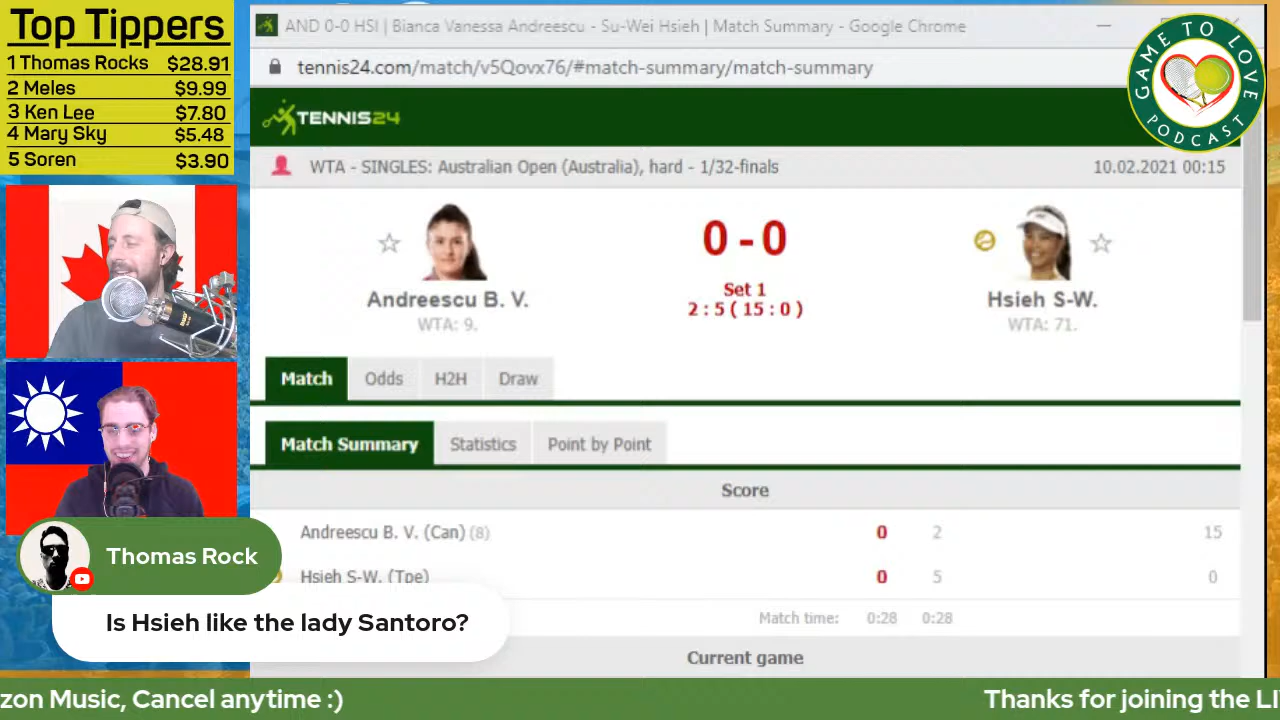 Top Tippers
1 Thomas Rocks $28.91
2 Meles $9.99
3 Ken Lee $7.80
4 Mary Sky $5.48
5 Soren $3.90
AND 0-0 HSI | Bianca Vanessa Andreescu - Su-Wei Hsieh | Match Summary - Google Chrome
tennis24.com/match/v5Qovx76/#match-summary/match-summary
GAME TO LOVE
PODCAST
TENNIS24
WTA - SINGLES: Australian Open (Australia), hard - 1/32-finals
10.02.2021 00:15
0 - 0
Set 1
2 : 5 ( 15 : 0 )
Andreescu B. V.
WTA: 9.
Hsieh S-W.
WTA: 71.
Match Odds H2H Draw
Match Summary Statistics Point by Point
Score
Andreescu B. V. (Can) (8) 0 2 15
Hsieh S-W. (Tpe) 0 5 0
Match time: 0:28 0:28
Current game
Thomas Rock
Is Hsieh like the lady Santoro?
zon Music, Cancel anytime :) Thanks for joining the LI